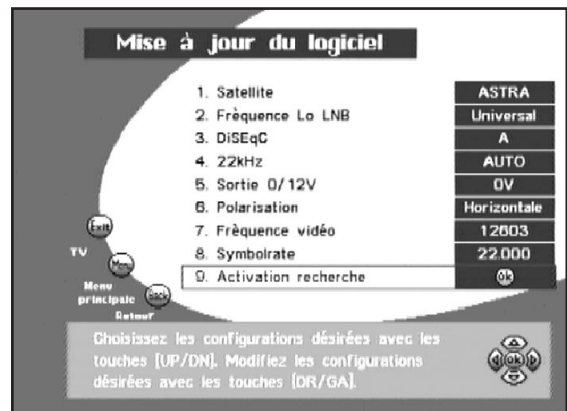 Mise à jour du logiciel
1. Satellite ASTRA
2. Frèquence Lo LNB Universal
3. DiSEqC A
4. 22kHz AUTO
5. Sortie 0/12V 0V
6. Polarisation Horizontale
7. Frèquence vidéo 12603
8. Symbolrate 22.000
9. Activation recherche Ok
Exit
TV
Menu
Menu
principale
Back
Retour
Choisissez les configurations désirées avec les
touches [UP/DN]. Modifiez les configurations
désirées avec les touches [DR/GA].
Ok